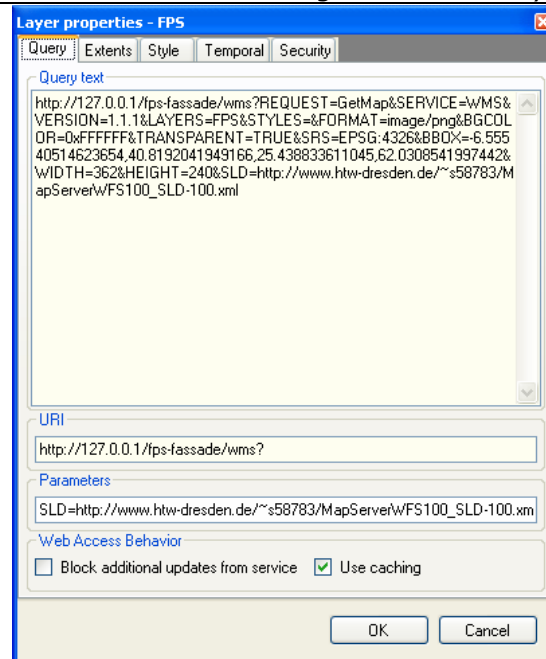 Layer properties - FPS
Query Extents Style Temporal Security
Query text
http://127.0.0.1/fps-fassade/wms?REQUEST=GetMap&SERVICE=WMS&
VERSION=1.1.1&LAYERS=FPS&STYLES=&FORMAT=image/png&BGCOL
OR=0xFFFFFF&TRANSPARENT=TRUE&SRS=EPSG:4326&BBOX=-6.555
40514623654,40.8192041949166,25.438833611045,62.0308541997442&
WIDTH=362&HEIGHT=240&SLD=http://www.htw-dresden.de/~s58783/M
apServerWFS100_SLD-100.xml
URI
http://127.0.0.1/fps-fassade/wms?
Parameters
SLD=http://www.htw-dresden.de/~s58783/MapServerWFS100_SLD-100.xm
Web Access Behavior
Block additional updates from service Use caching
OK Cancel